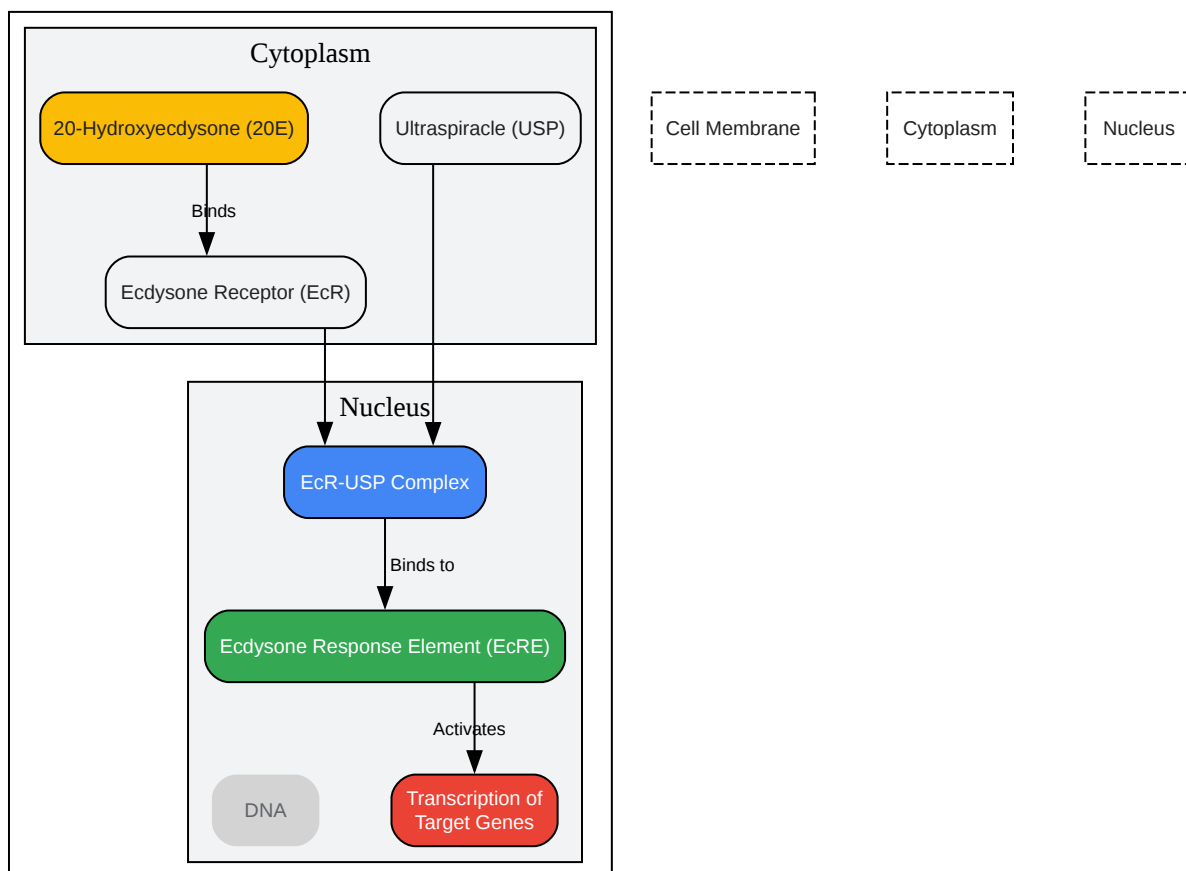 Cytoplasm
20-Hydroxyecdysone (20E)
Ultraspiracle (USP)
Cell Membrane
Cytoplasm
Nucleus
Binds
Ecdysone Receptor (EcR)
Nucleus
EcR-USP Complex
Binds to
Ecdysone Response Element (EcRE)
Activates
DNA
Transcription of
Target Genes